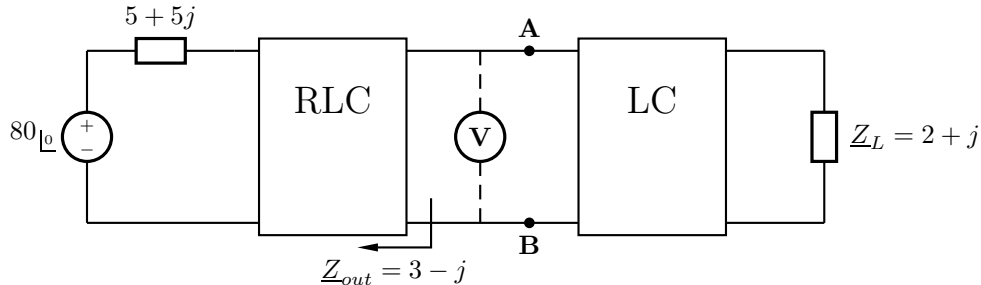 5 + 5j
A
RLC
LC
80 0
+
−
V
Z_L = 2 + j
B
Z_out = 3 − j